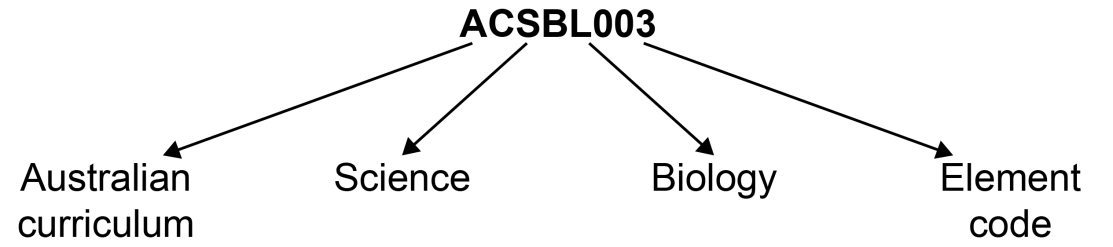 ACSBL003
Australian
curriculum
Science
Biology
Element
code